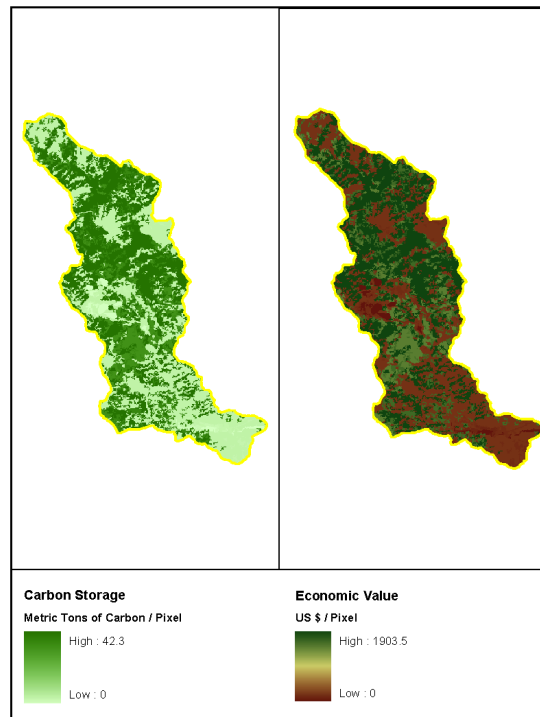 Carbon Storage
Metric Tons of Carbon / Pixel
High : 42.3
Low : 0
Economic Value
US $ / Pixel
High : 1903.5
Low : 0